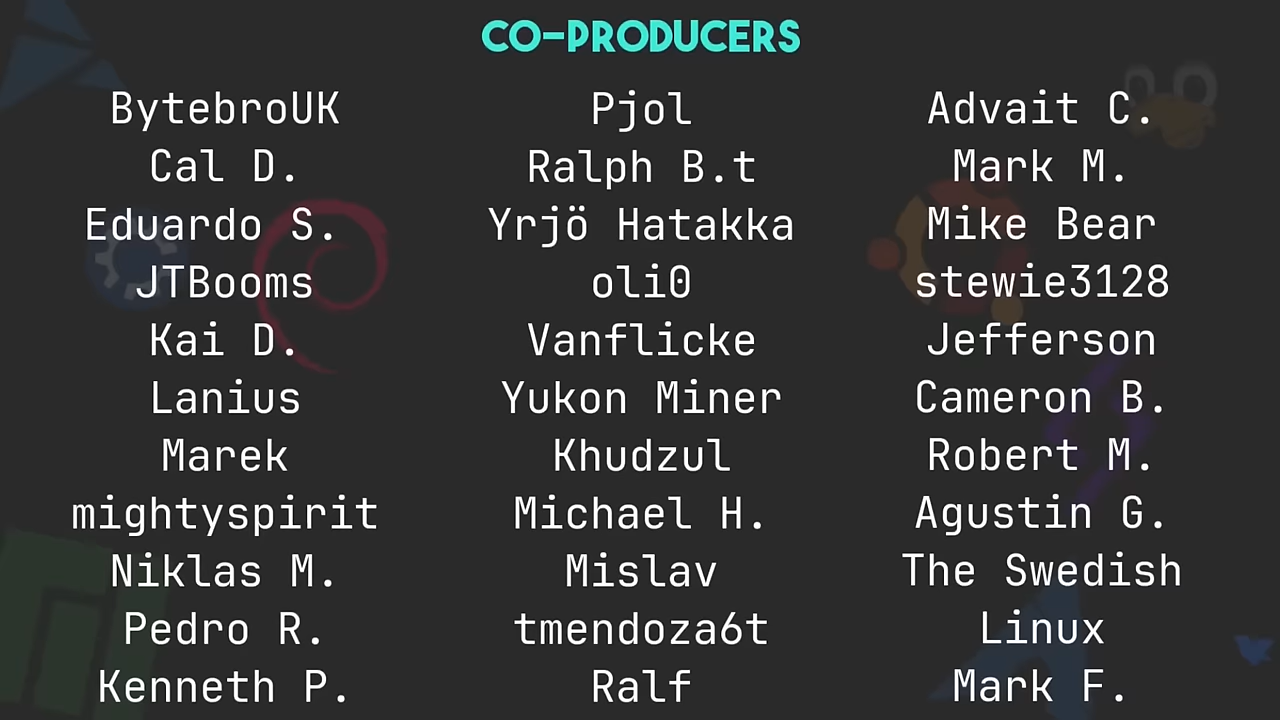 CO-PRODUCERS
BytebroUK
Cal D.
Eduardo S.
JTBooms
Kai D.
Lanius
Marek
mightyspirit
Niklas M.
Pedro R.
Kenneth P.
Pjol
Ralph B.t
Yrjö Hatakka
oli0
Vanflicke
Yukon Miner
Khudzul
Michael H.
Mislav
tmendoza6t
Ralf
Advait C.
Mark M.
Mike Bear
stewie3128
Jefferson
Cameron B.
Robert M.
Agustin G.
The Swedish
Linux
Mark F.